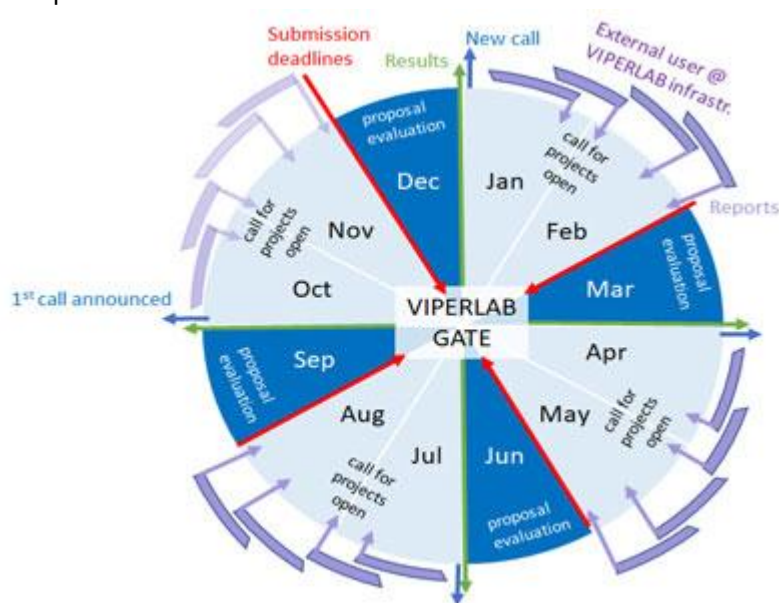 Submission
deadlines
New call
Results
External user @
VIPERLAB infrastr.
proposal
evaluation
Dec
Jan
call for
projects
open
Feb
Reports
proposal
evaluation
Mar
Nov
call for
projects
open
Oct
1st call announced
VIPERLAB
GATE
Apr
call for
projects
open
May
Sep
proposal
evaluation
Aug
call for
projects
open
Jul
Jun
proposal
evaluation